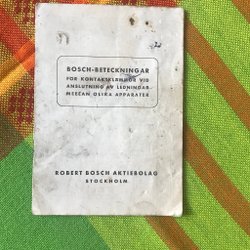 BOSCH-BETECKNINGAR
FÖR KONTAKTKLÄMMOR VID
ANSLUTNING AV LEDNINGAR
MELLAN OLIKA APPARATER
ROBERT BOSCH AKTIEBOLAG
STOCKHOLM